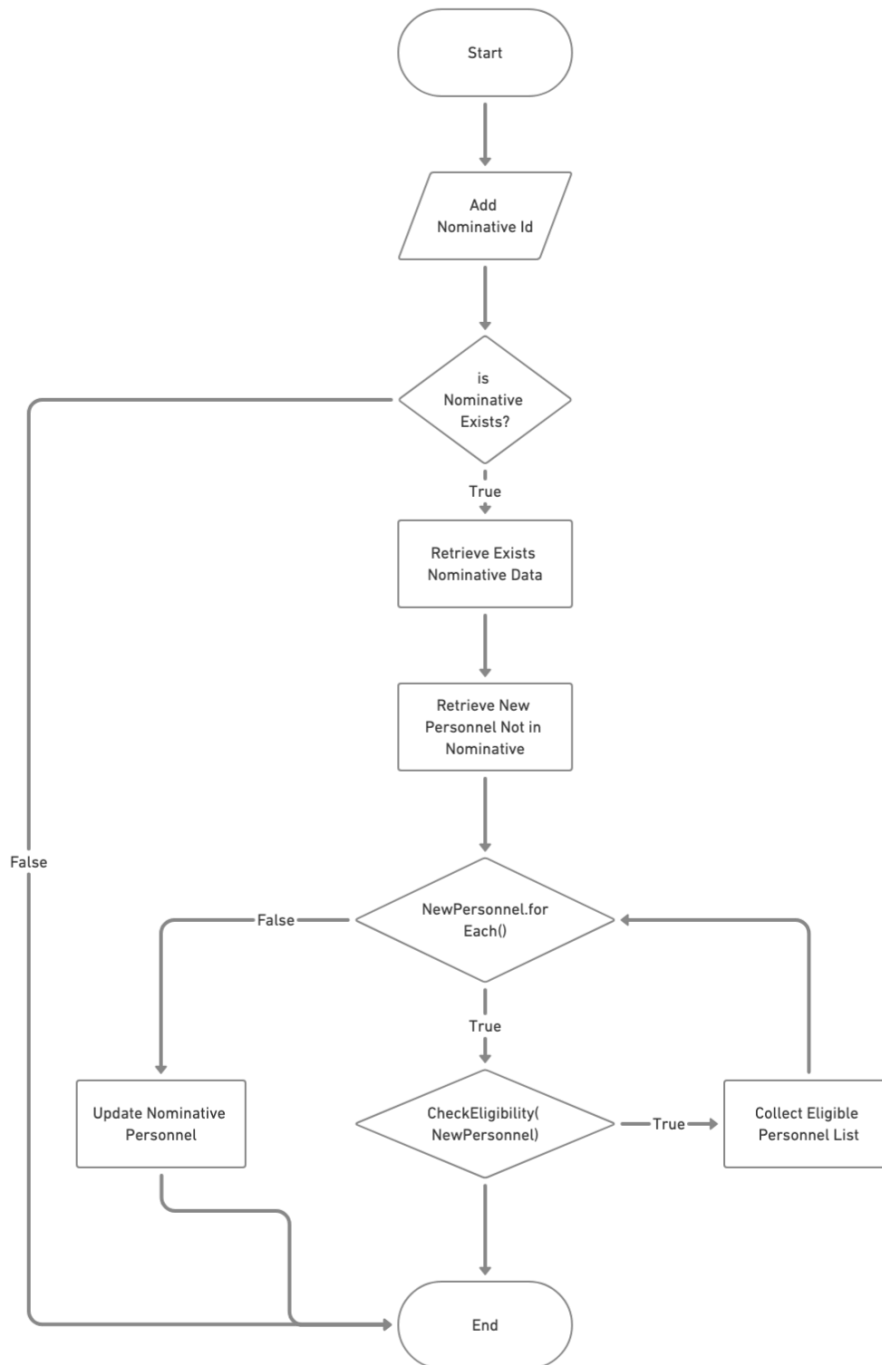 Start
Add
Nominative Id
is
Nominative
Exists?
True
Retrieve Exists
Nominative Data
Retrieve New
Personnel Not in
Nominative
False
NewPersonnel.for
Each()
False
True
Update Nominative
Personnel
CheckEligibility(
NewPersonnel)
True
Collect Eligible
Personnel List
End